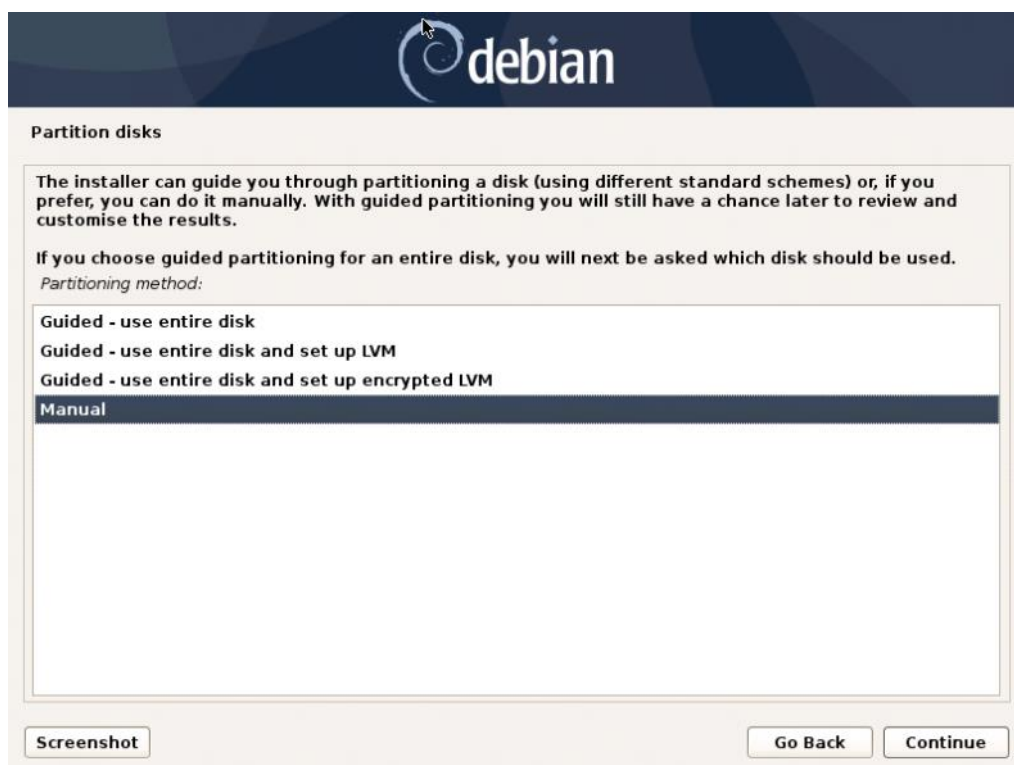 debian
Partition disks
The installer can guide you through partitioning a disk (using different standard schemes) or, if you
prefer, you can do it manually. With guided partitioning you will still have a chance later to review and
customise the results.
If you choose guided partitioning for an entire disk, you will next be asked which disk should be used.
Partitioning method:
Guided - use entire disk
Guided - use entire disk and set up LVM
Guided - use entire disk and set up encrypted LVM
Manual
Screenshot
Go Back
Continue